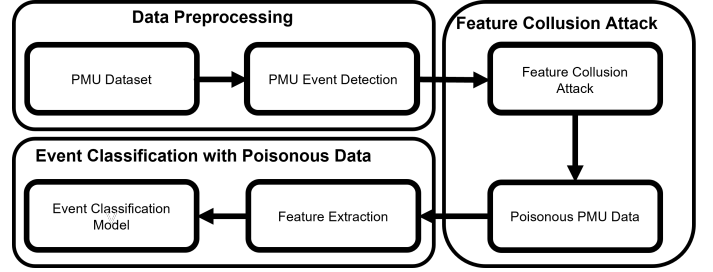 Data Preprocessing
PMU Dataset
PMU Event Detection
Feature Collusion Attack
Feature Collusion
Attack
Poisonous PMU Data
Event Classification with Poisonous Data
Feature Extraction
Event Classification
Model